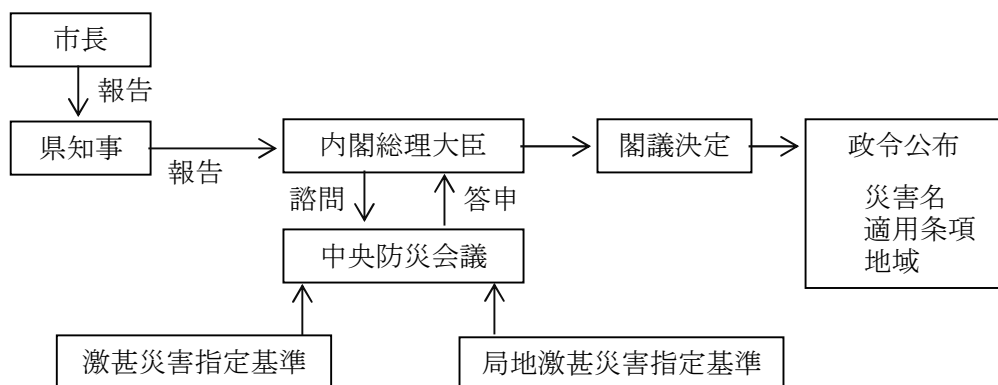 市長
報告
県知事
報告
内閣総理大臣
閣議決定
政令公布
災害名
適用条項
地域
諮問
答申
中央防災会議
激甚災害指定基準
局地激甚災害指定基準